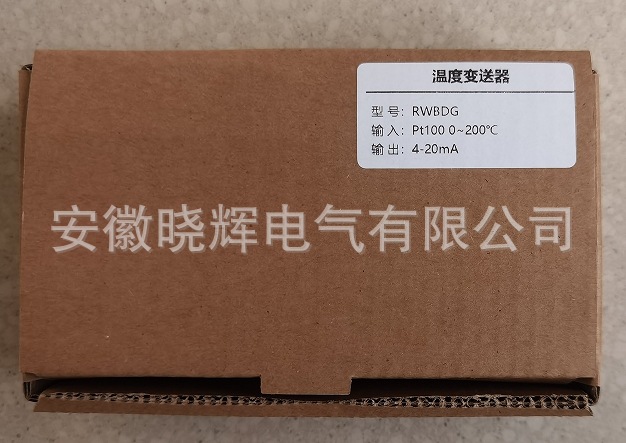 温度变送器
型号：RWBDG
输入：Pt100 0~200℃
输出：4-20mA
安徽晓辉电气有限公司